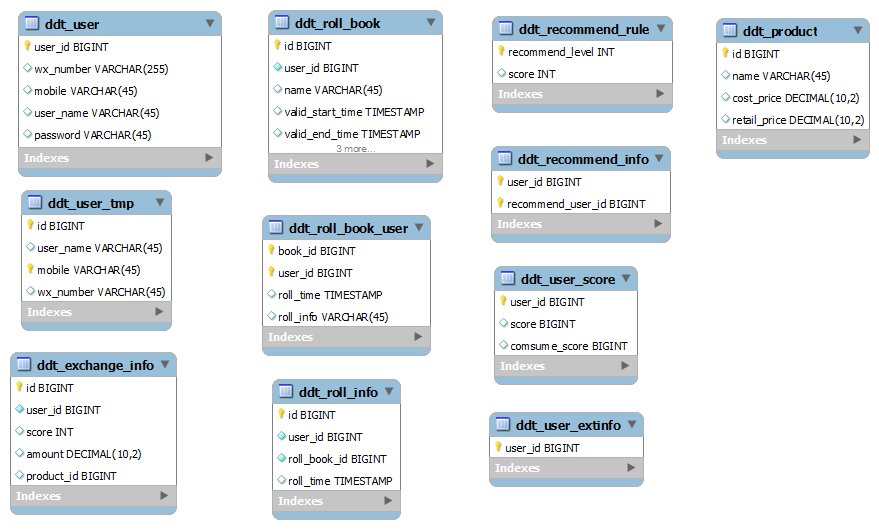 ddt_user
user_id BIGINT
wx_number VARCHAR(255)
mobile VARCHAR(45)
user_name VARCHAR(45)
password VARCHAR(45)
Indexes
ddt_user_tmp
id BIGINT
user_name VARCHAR(45)
mobile VARCHAR(45)
wx_number VARCHAR(45)
Indexes
ddt_exchange_info
id BIGINT
user_id BIGINT
score INT
amount DECIMAL(10,2)
product_id BIGINT
Indexes
ddt_roll_book
id BIGINT
user_id BIGINT
name VARCHAR(45)
valid_start_time TIMESTAMP
valid_end_time TIMESTAMP
3 more...
Indexes
ddt_roll_book_user
book_id BIGINT
user_id BIGINT
roll_time TIMESTAMP
roll_info VARCHAR(45)
Indexes
ddt_roll_info
id BIGINT
user_id BIGINT
roll_book_id BIGINT
roll_time TIMESTAMP
Indexes
ddt_recommend_rule
recommend_level INT
score INT
Indexes
ddt_recommend_info
user_id BIGINT
recommend_user_id BIGINT
Indexes
ddt_user_score
user_id BIGINT
score BIGINT
comsume_score BIGINT
Indexes
ddt_user_extinfo
user_id BIGINT
Indexes
ddt_product
id BIGINT
name VARCHAR(45)
cost_price DECIMAL(10,2)
retail_price DECIMAL(10,2)
Indexes